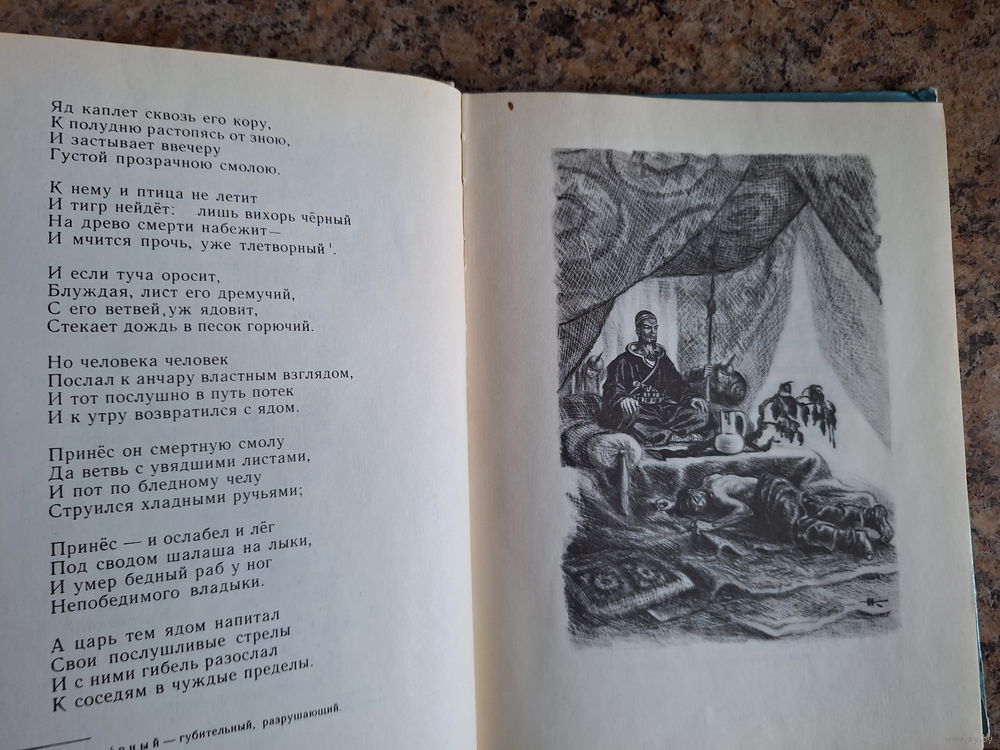 Яд каплет сквозь его кору,
К полудню растопясь от зною,
И застывает ввечеру
Густой прозрачною смолою.
К нему и птица не летит
И тигр нейдёт: лишь вихорь чёрный
На древо смерти набежит—
И мчится прочь, уже тлетворный¹.
И если туча оросит,
Блуждая, лист его дремучий,
С его ветвей, уж ядовит,
Стекает дождь в песок горючий.
Но человека человек
Послал к анчару властным взглядом,
И тот послушно в путь потек
И к утру возвратился с ядом.
Принёс он смертную смолу
Да ветвь с увядшими листами,
И пот по бледному челу
Струился хладными ручьями;
Принёс — и ослабел и лёг
Под сводом шалаша на лыки,
И умер бедный раб у ног
Непобедимого владыки.
А царь тем ядом напитал
Свои послушливые стрелы
И с ними гибель разослал
К соседям в чуждые пределы.
рный — губительный, разрушающий.